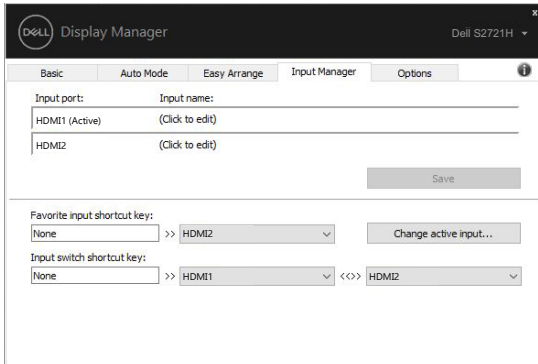 DELL Display Manager Dell S2721H
Basic Auto Mode Easy Arrange Input Manager Options
Input port: Input name:
HDMI1 (Active) (Click to edit)
HDMI2 (Click to edit)
Save
Favorite input shortcut key:
None >> HDMI2 Change active input...
Input switch shortcut key:
None >> HDMI1 <<>> HDMI2